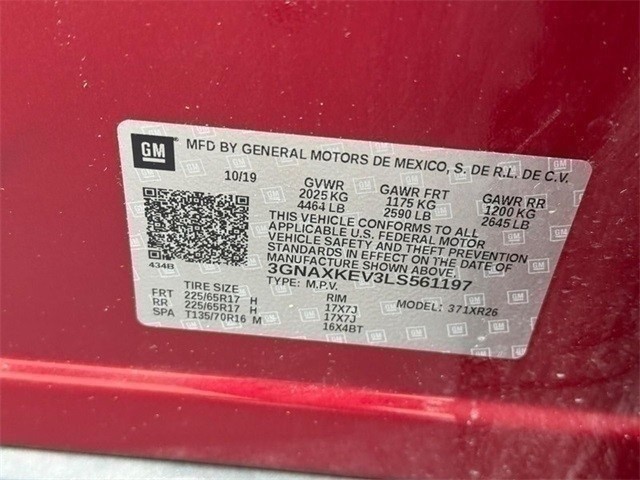 GM
MFD BY GENERAL MOTORS DE MEXICO, S. DE R.L. DE C.V.
10/19
GVWR GAWR FRT GAWR RR
2025 KG 1175 KG 1200 KG
4464 LB 2590 LB 2645 LB
THIS VEHICLE CONFORMS TO ALL
APPLICABLE U.S. FEDERAL MOTOR
VEHICLE SAFETY AND THEFT PREVENTION
STANDARDS IN EFFECT ON THE DATE OF
MANUFACTURE SHOWN ABOVE.
434B
3GNAXKEV3LS561197
TYPE: M.P.V.
TIRE SIZE RIM MODEL: 371XR26
FRT 225/65R17 H 17X7J
RR 225/65R17 H 17X7J
SPA T135/70R16 M 16X4BT